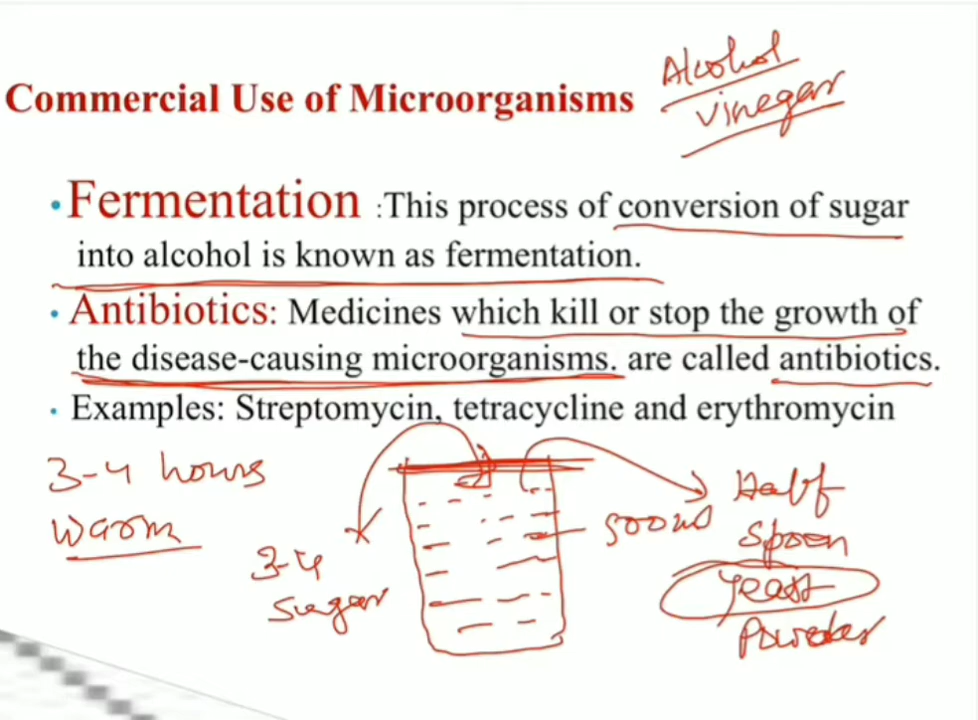 Alcohol
Commercial Use of Microorganisms
vinegar
•Fermentation :This process of conversion of sugar
into alcohol is known as fermentation.
• Antibiotics: Medicines which kill or stop the growth of
the disease-causing microorganisms. are called antibiotics.
• Examples: Streptomycin, tetracycline and erythromycin
3-4 hours
warm
3-4
sugar
500ml
Half
Spoon
yeast
Powder